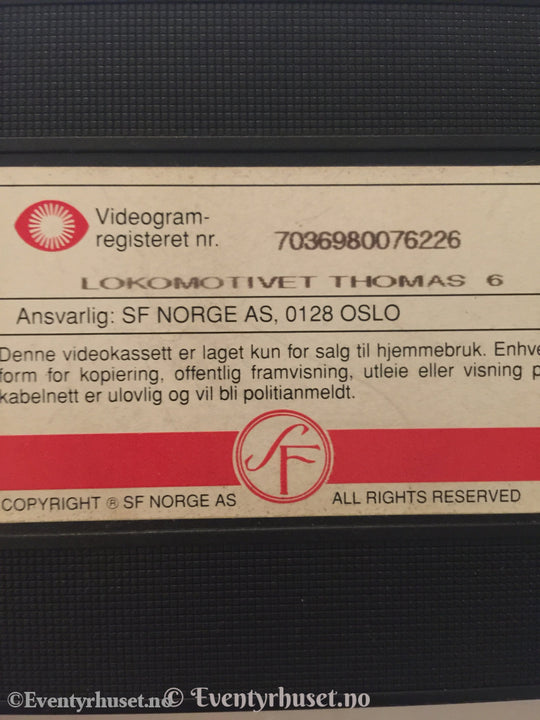 Videogram-
registeret nr. 7036980076226
LOKOMOTIVET THOMAS 6
Ansvarlig: SF NORGE AS, 0128 OSLO
Denne videokassett er laget kun for salg til hjemmebruk. Enhve
form for kopiering, offentlig framvisning, utleie eller visning p
kabelnett er ulovlig og vil bli politianmeldt.
SF
COPYRIGHT ® SF NORGE AS ALL RIGHTS RESERVED
©Eventyrhuset.no © Eventyrhuset.no